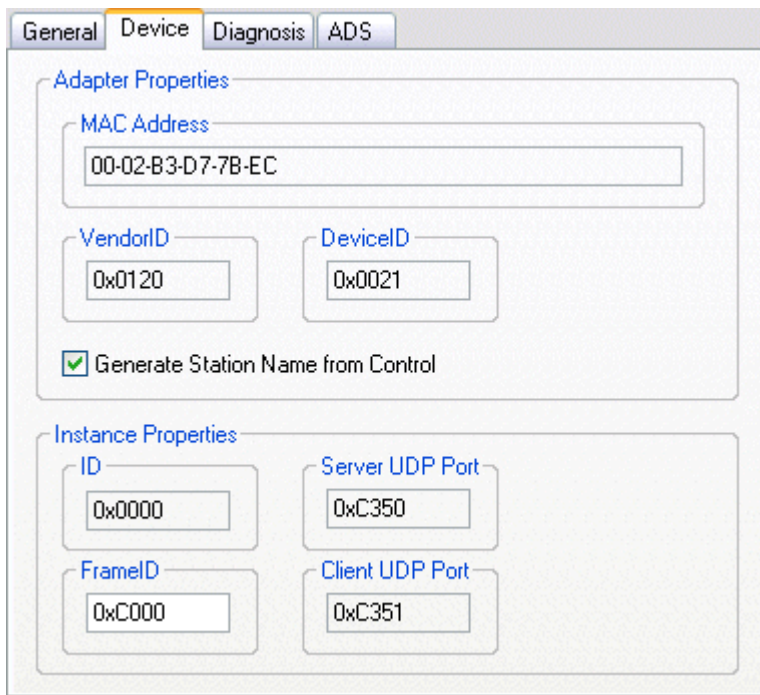 General Device Diagnosis ADS
Adapter Properties
MAC Address
00-02-B3-D7-7B-EC
VendorID DeviceID
0x0120 0x0021
Generate Station Name from Control
Instance Properties
ID Server UDP Port
0x0000 0xC350
FrameID Client UDP Port
0xC000 0xC351